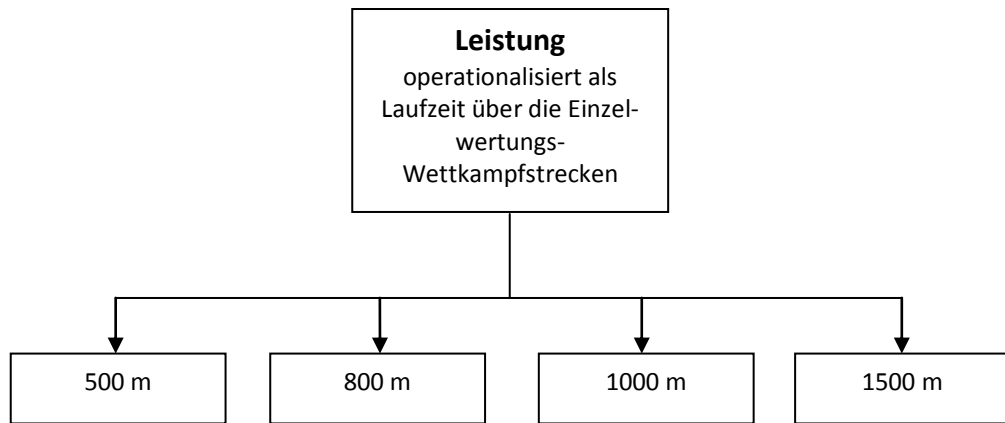 Leistung
operationalisiert als
Laufzeit über die Einzel-
wertungs-
Wettkampfstrecken
500 m
800 m
1000 m
1500 m